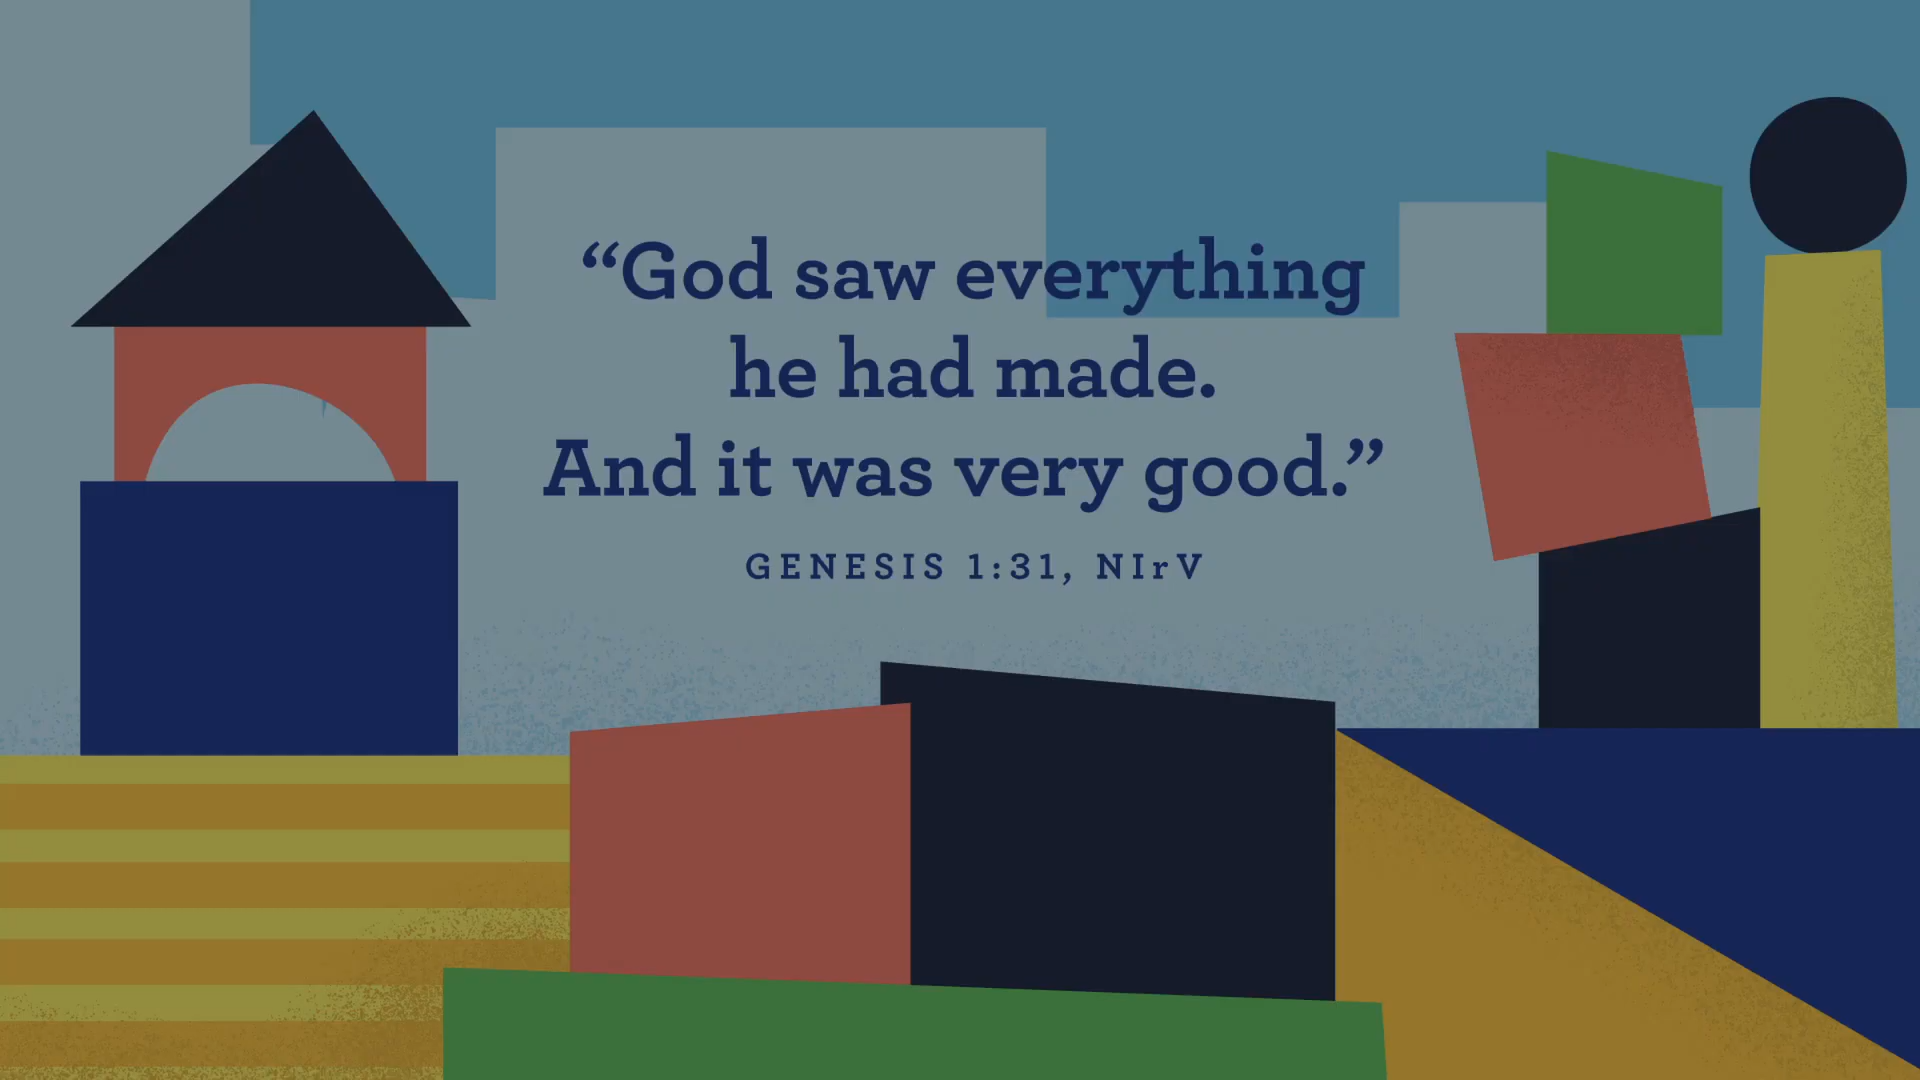 “God saw everything
he had made.
And it was very good.”
GENESIS 1:31, NIrV